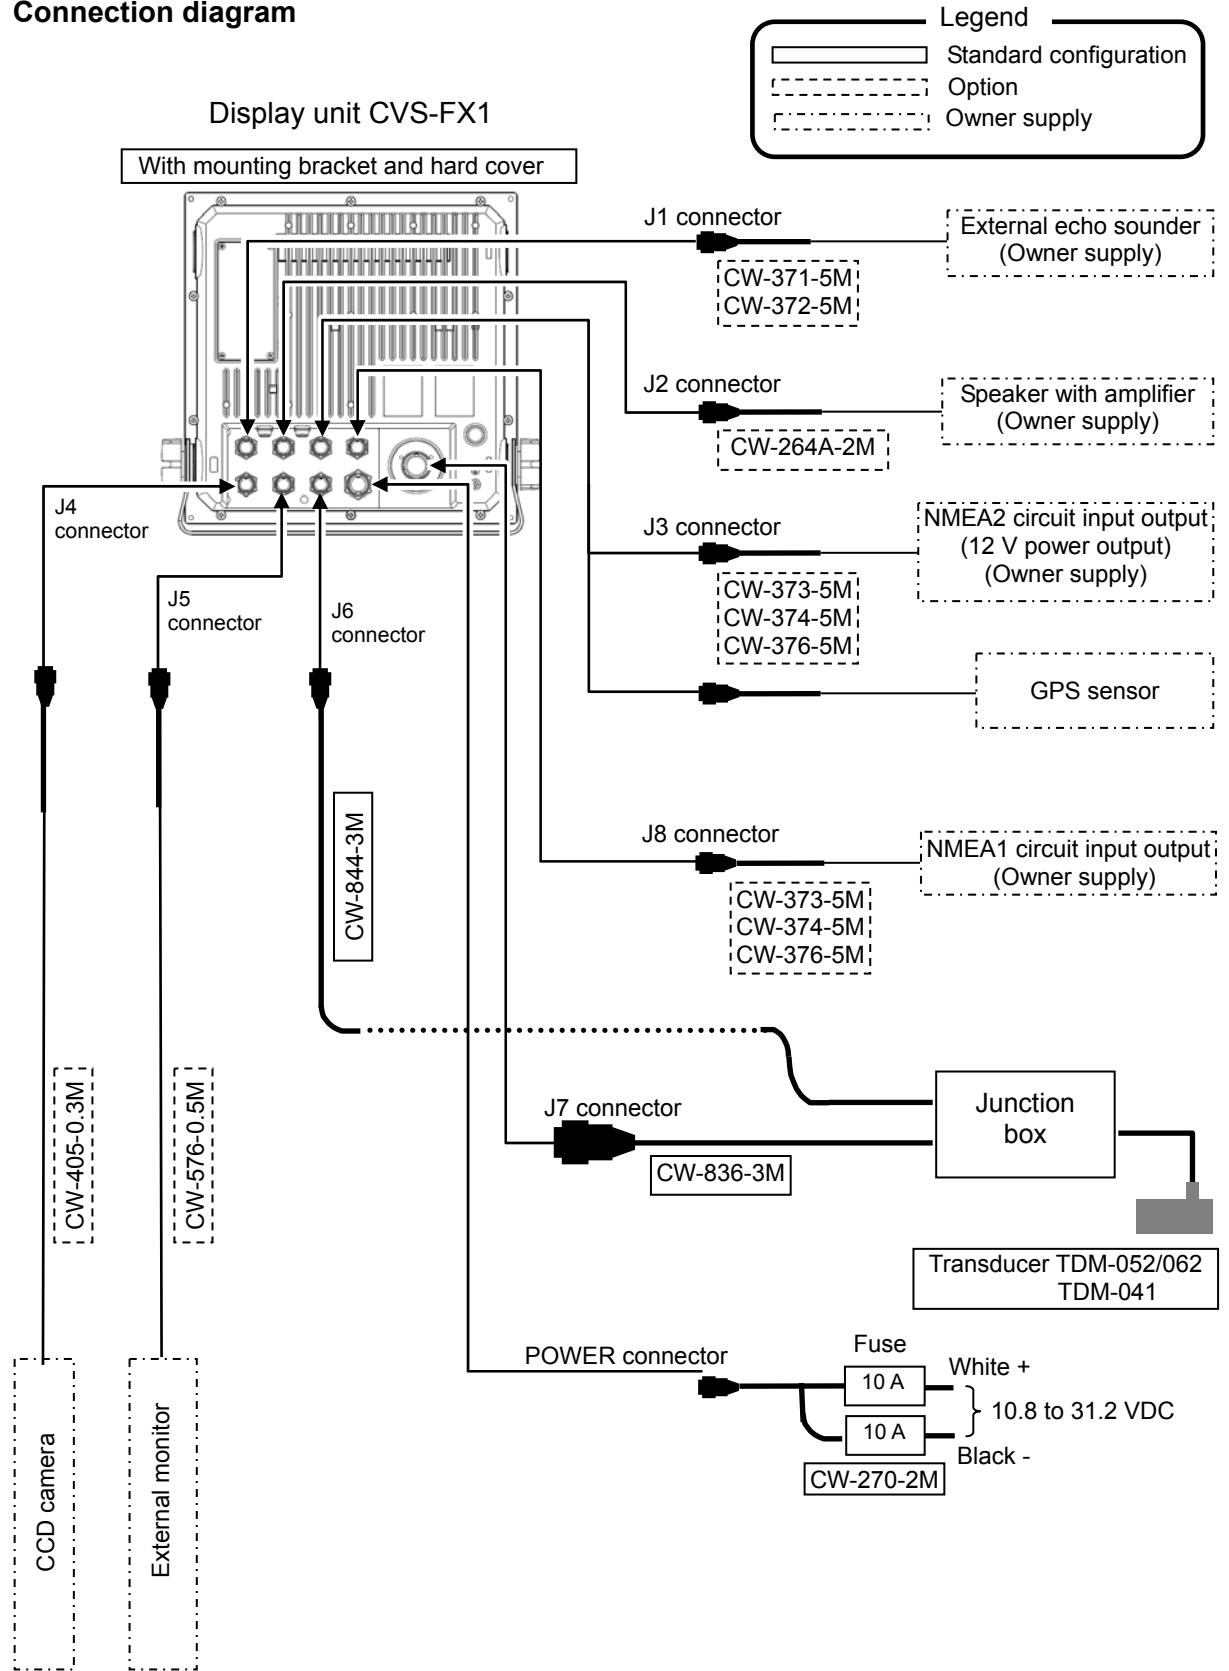 Connection diagram
Legend
Standard configuration
Option
Owner supply
Display unit CVS-FX1
With mounting bracket and hard cover
J1 connector
External echo sounder
(Owner supply)
CW-371-5M
CW-372-5M
J2 connector
Speaker with amplifier
(Owner supply)
CW-264A-2M
J4
connector
J3 connector
NMEA2 circuit input output
(12 V power output)
(Owner supply)
CW-373-5M
CW-374-5M
CW-376-5M
J5
connector
J6
connector
GPS sensor
CW-844-3M
J8 connector
NMEA1 circuit input output
(Owner supply)
CW-373-5M
CW-374-5M
CW-376-5M
CW-405-0.3M
CW-576-0.5M
J7 connector
CW-836-3M
Junction
box
Transducer TDM-052/062
TDM-041
POWER connector
Fuse
10 A
White +
10.8 to 31.2 VDC
10 A
Black -
CW-270-2M
CCD camera
External monitor